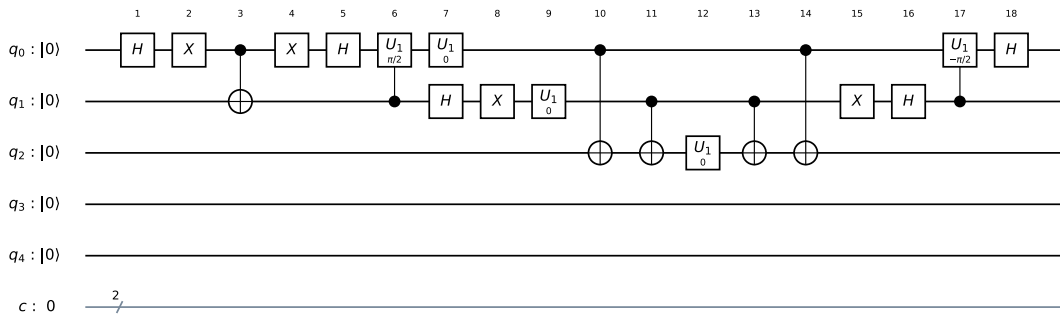 1 2 3 4 5 6 7 8 9 10 11 12 13 14 15 16 17 18
q₀ : |0⟩ H X X H U₁ π/2 U₁ 0 U₁ −π/2 H
q₁ : |0⟩ H X U₁ 0 X H
q₂ : |0⟩ U₁ 0
q₃ : |0⟩
q₄ : |0⟩
c : 0 2